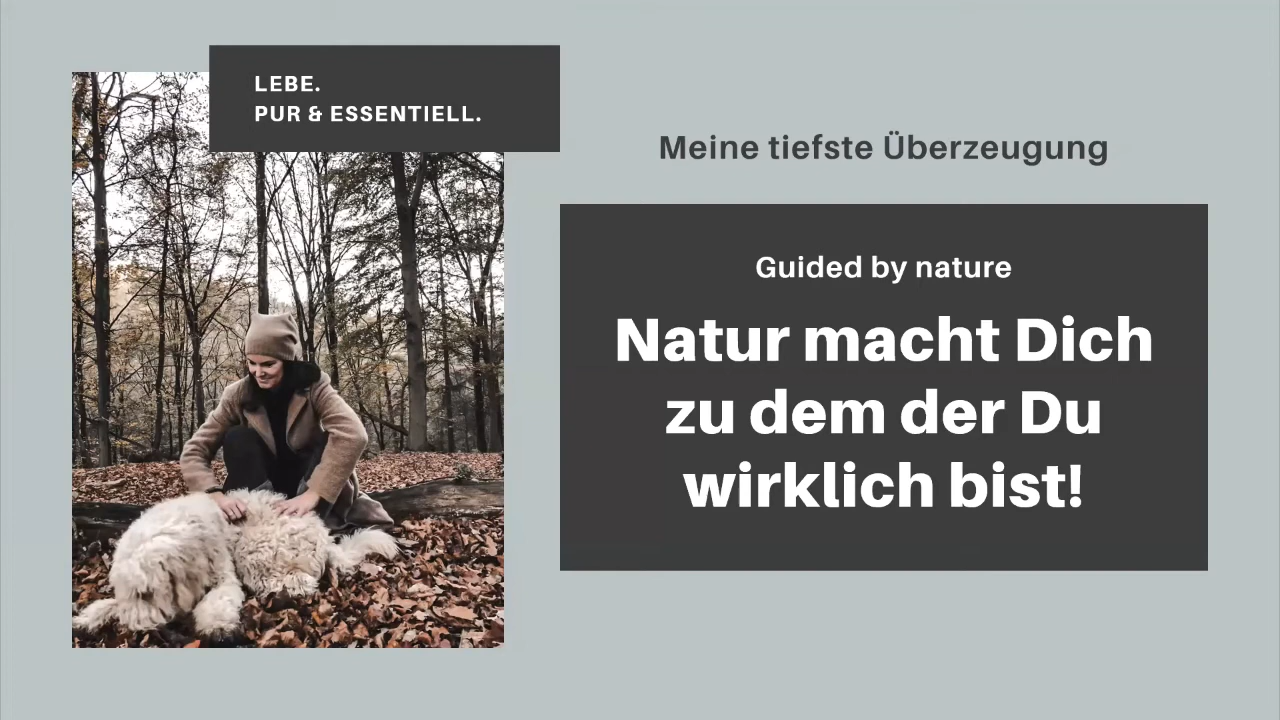 LEBE.
PUR & ESSENTIELL.
Meine tiefste Überzeugung
Guided by nature
Natur macht Dich
zu dem der Du
wirklich bist!